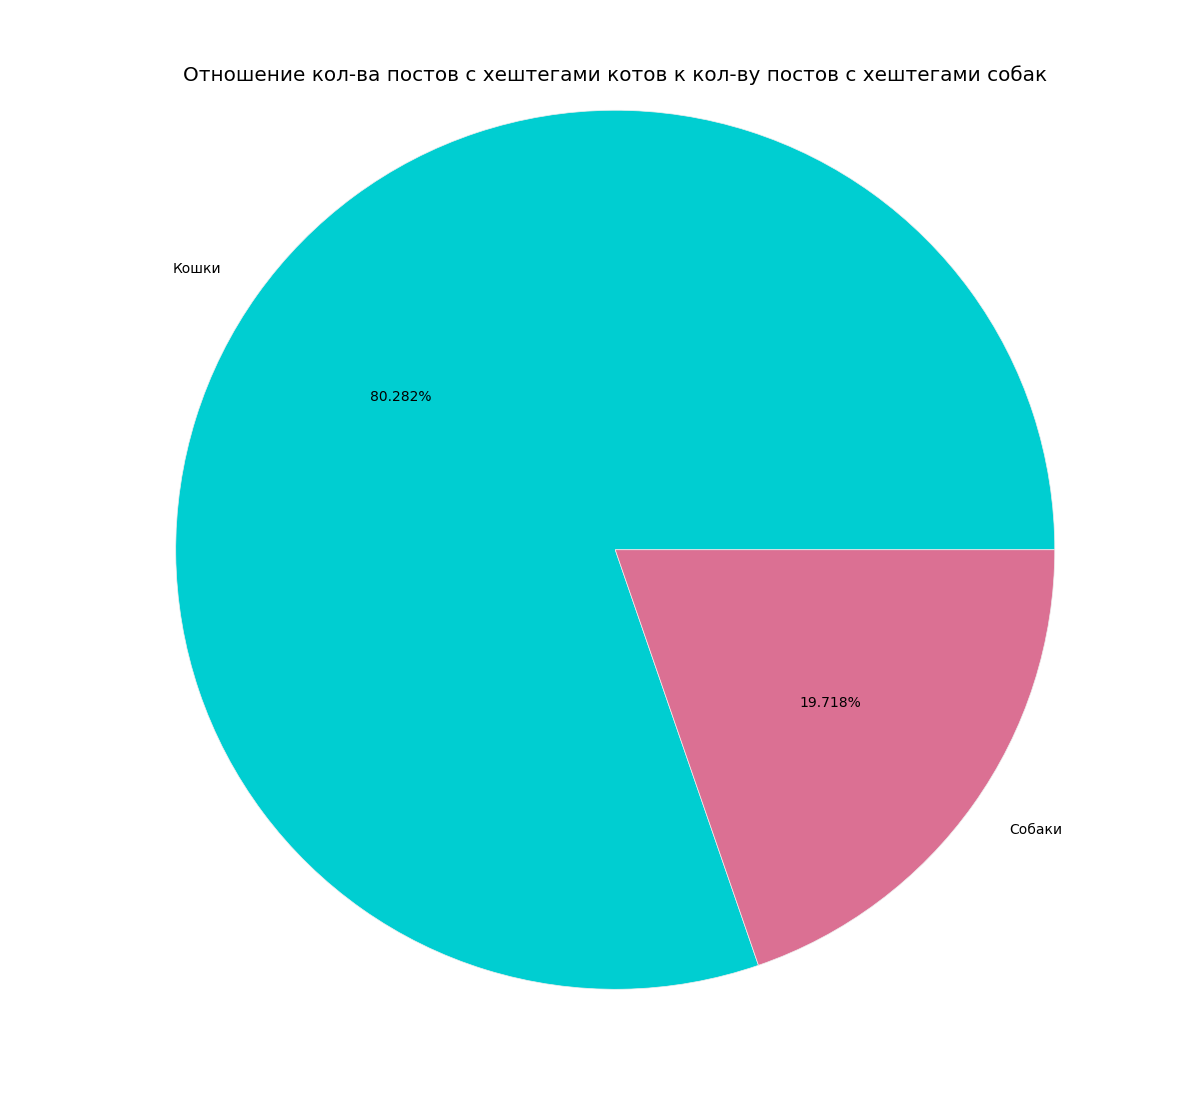 Отношение кол-ва постов с хештегами котов к кол-ву постов с хештегами собак
Кошки
80.282%
19.718%
Собаки